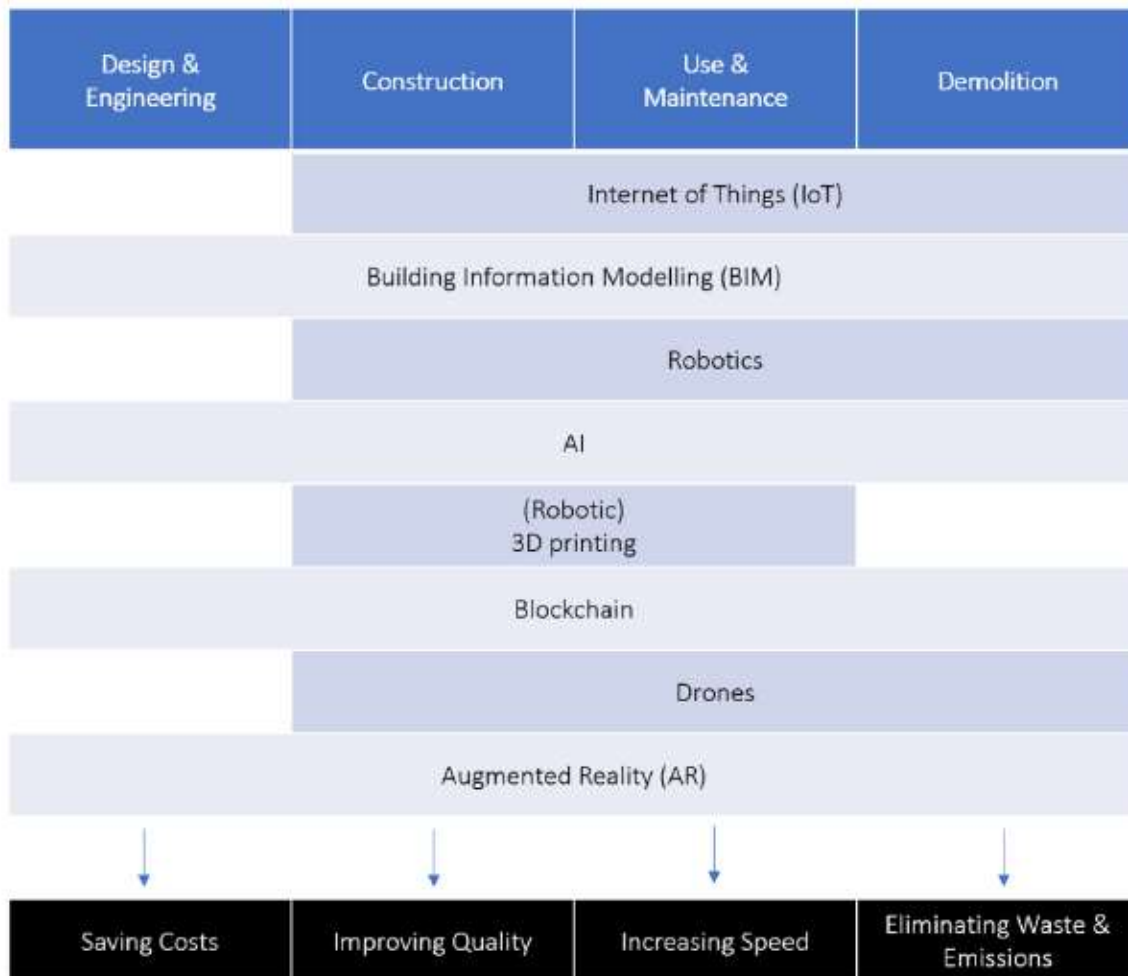 Design &
Engineering
Construction
Use &
Maintenance
Demolition
Internet of Things (IoT)
Building Information Modelling (BIM)
Robotics
AI
(Robotic)
3D printing
Blockchain
Drones
Augmented Reality (AR)
Saving Costs
Improving Quality
Increasing Speed
Eliminating Waste &
Emissions